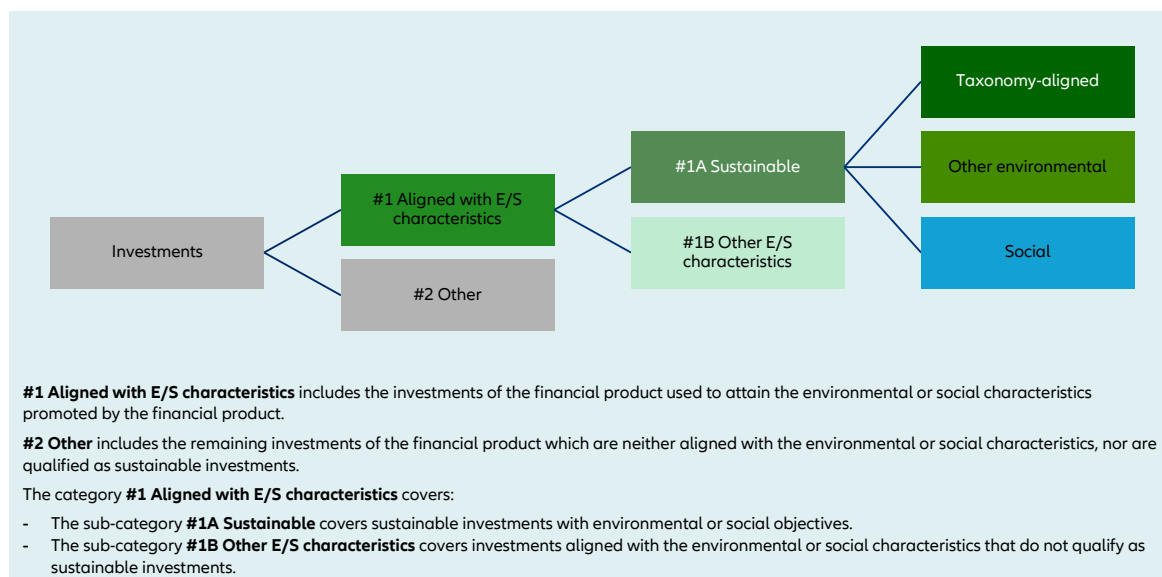 Taxonomy-aligned
#1A Sustainable
Other environmental
#1 Aligned with E/S
characteristics
Investments
#1B Other E/S
characteristics
Social
#2 Other
#1 Aligned with E/S characteristics includes the investments of the financial product used to attain the environmental or social characteristics
promoted by the financial product.
#2 Other includes the remaining investments of the financial product which are neither aligned with the environmental or social characteristics, nor are
qualified as sustainable investments.
The category #1 Aligned with E/S characteristics covers:
- The sub-category #1A Sustainable covers sustainable investments with environmental or social objectives.
- The sub-category #1B Other E/S characteristics covers investments aligned with the environmental or social characteristics that do not qualify as
sustainable investments.